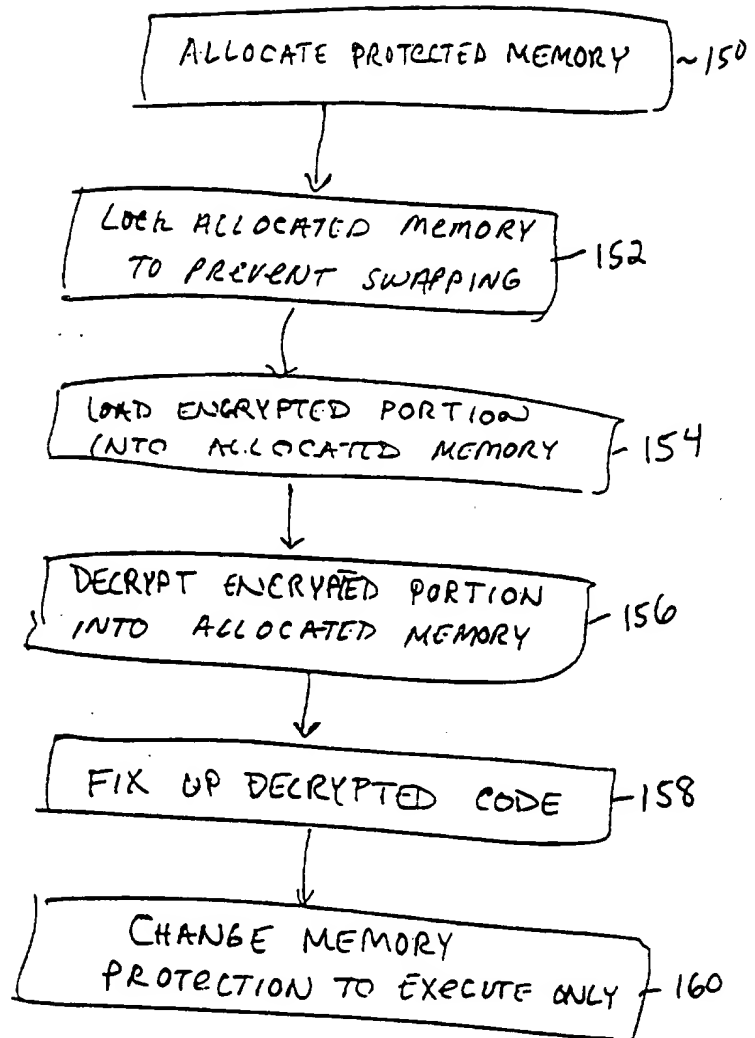 ALLOCATE PROTECTED MEMORY ~150
LOCK ALLOCATED MEMORY
TO PREVENT SWAPPING 152
LOAD ENCRYPTED PORTION
INTO ALLOCATED MEMORY 154
DECRYPT ENCRYPTED PORTION
INTO ALLOCATED MEMORY 156
FIX UP DECRYPTED CODE 158
CHANGE MEMORY
PROTECTION TO EXECUTE ONLY 160